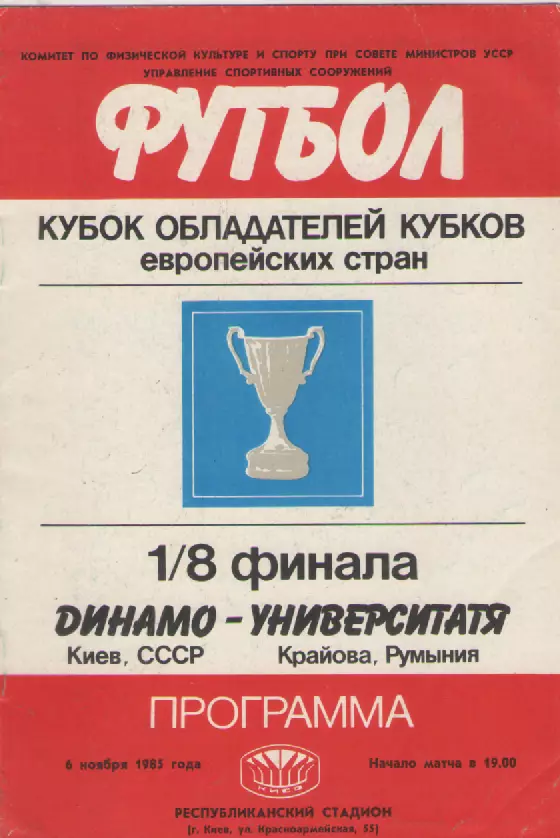 КОМИТЕТ ПО ФИЗИЧЕСКОЙ КУЛЬТУРЕ И СПОРТУ ПРИ СОВЕТЕ МИНИСТРОВ УССР
УПРАВЛЕНИЕ СПОРТИВНЫХ СООРУЖЕНИЙ
ФУТБОЛ
КУБОК ОБЛАДАТЕЛЕЙ КУБКОВ
европейских стран
1/8 финала
ДИНАМО - УНИВЕРСИТАТЯ
Киев, СССР Крайова, Румыния
ПРОГРАММА
6 ноября 1985 года
Начало матча в 19.00
КИЕВ
РЕСПУБЛИКАНСКИЙ СТАДИОН
(г. Киев, ул. Красноармейская, 55)